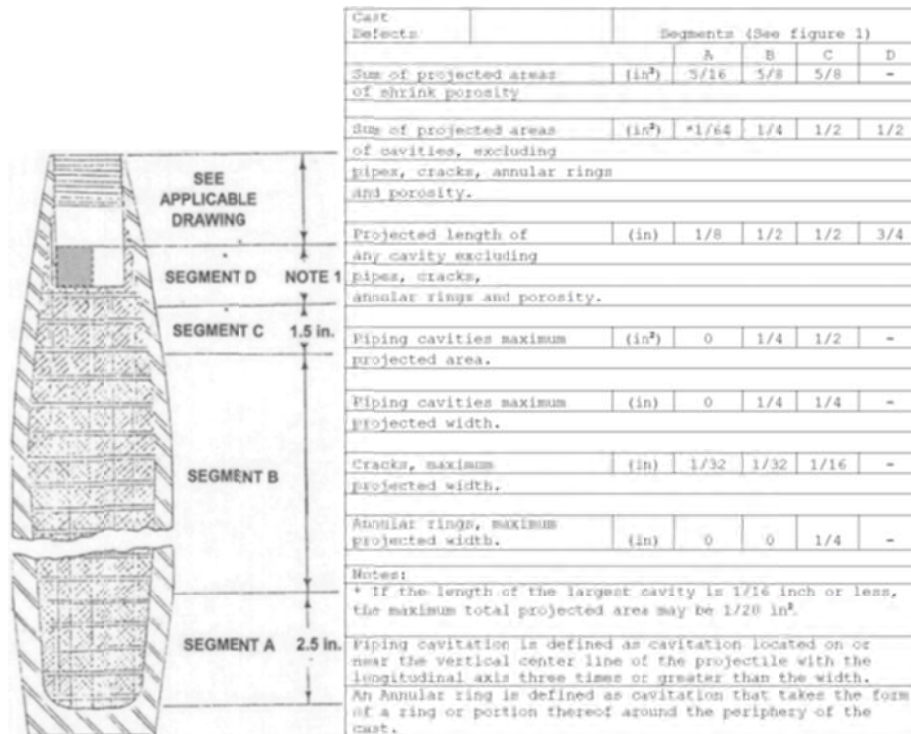 SEE
APPLICABLE
DRAWING
SEGMENT D NOTE 1
SEGMENT C 1.5 in.
SEGMENT B
SEGMENT A 2.5 in.
Cast
Defects Segments (See figure 1)
A B C D
Sum of projected areas (in²) 5/16 5/8 5/8 -
of shrink porosity
Sum of projected areas (in²) *1/64 1/4 1/2 1/2
of cavities, excluding
pipes, cracks, annular rings
and porosity.
Projected length of (in) 1/8 1/2 1/2 3/4
any cavity excluding
pipes, cracks,
annular rings and porosity.
Piping cavities maximum (in²) 0 1/4 1/2 -
projected area.
Piping cavities maximum (in) 0 1/4 1/4 -
projected width.
Cracks, maximum (in) 1/32 1/32 1/16 -
projected width.
Annular rings, maximum
projected width. (in) 0 0 1/4 -
Notes:
* If the length of the largest cavity is 1/16 inch or less,
the maximum total projected area may be 1/20 in².
Piping cavitation is defined as cavitation located on or
near the vertical center line of the projectile with the
longitudinal axis three times or greater than the width.
An Annular ring is defined as cavitation that takes the form
of a ring or portion thereof around the periphery of the
cast.